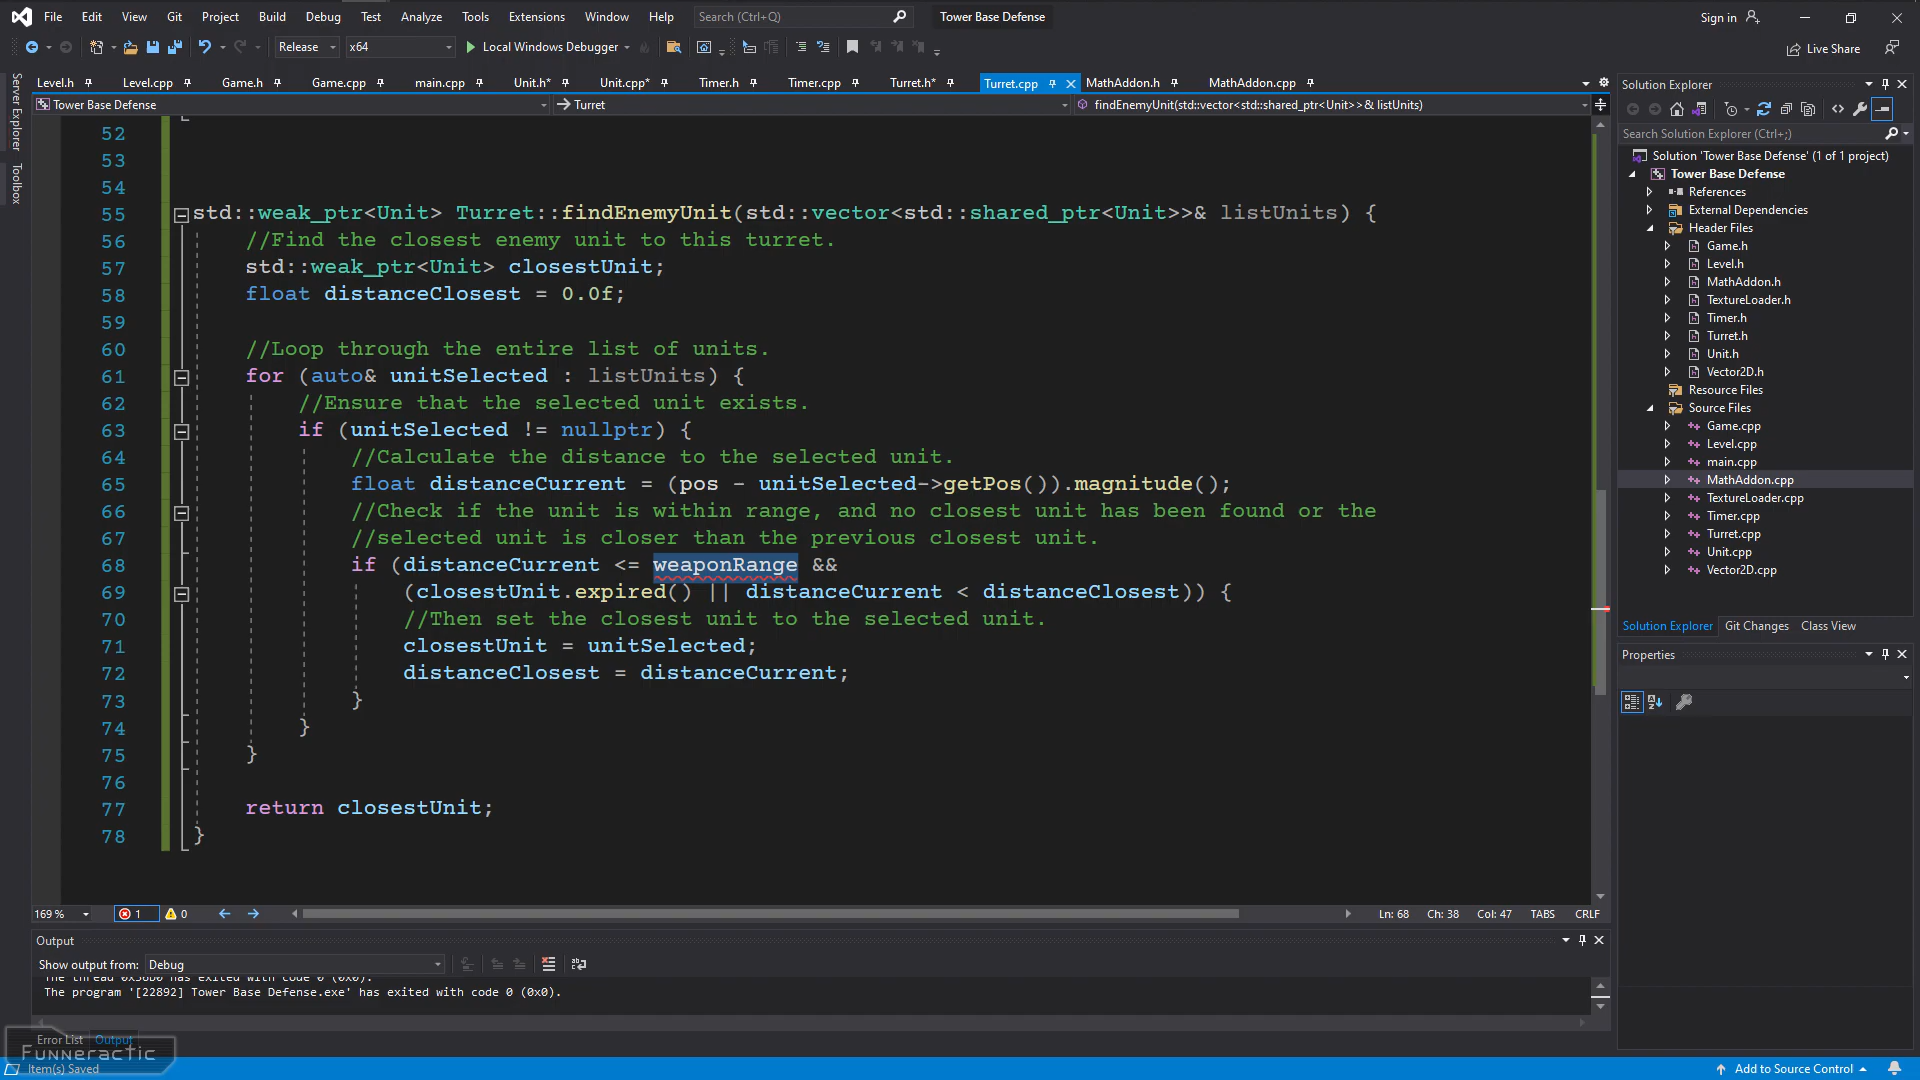 File Edit View Git Project Build Debug Test Analyze Tools Extensions Window Help Search (Ctrl+Q) Tower Base Defense Sign in
Release x64 Local Windows Debugger Live Share
Level.h Level.cpp Game.h Game.cpp main.cpp Unit.h* Unit.cpp* Timer.h Timer.cpp Turret.h* Turret.cpp MathAddon.h MathAddon.cpp
Tower Base Defense Turret findEnemyUnit(std::vector<std::shared_ptr<Unit>>& listUnits)
Server Explorer
Toolbox
52
53
54
55 std::weak_ptr<Unit> Turret::findEnemyUnit(std::vector<std::shared_ptr<Unit>>& listUnits) {
56 //Find the closest enemy unit to this turret.
57 std::weak_ptr<Unit> closestUnit;
58 float distanceClosest = 0.0f;
59
60 //Loop through the entire list of units.
61 for (auto& unitSelected : listUnits) {
62 //Ensure that the selected unit exists.
63 if (unitSelected != nullptr) {
64 //Calculate the distance to the selected unit.
65 float distanceCurrent = (pos - unitSelected->getPos()).magnitude();
66 //Check if the unit is within range, and no closest unit has been found or the
67 //selected unit is closer than the previous closest unit.
68 if (distanceCurrent <= weaponRange &&
69 (closestUnit.expired() || distanceCurrent < distanceClosest)) {
70 //Then set the closest unit to the selected unit.
71 closestUnit = unitSelected;
72 distanceClosest = distanceCurrent;
73 }
74 }
75 }
76
77 return closestUnit;
78 }
169 % 1 0 Ln: 68 Ch: 38 Col: 47 TABS CRLF
Output
Show output from: Debug
The thread 0x36b0 has exited with code 0 (0x0).
The program '[22892] Tower Base Defense.exe' has exited with code 0 (0x0).
Error List Output
Funneractic
Item(s) Saved
Add to Source Control
Solution Explorer
Search Solution Explorer (Ctrl+;)
Solution 'Tower Base Defense' (1 of 1 project)
Tower Base Defense
References
External Dependencies
Header Files
Game.h
Level.h
MathAddon.h
TextureLoader.h
Timer.h
Turret.h
Unit.h
Vector2D.h
Resource Files
Source Files
Game.cpp
Level.cpp
main.cpp
MathAddon.cpp
TextureLoader.cpp
Timer.cpp
Turret.cpp
Unit.cpp
Vector2D.cpp
Solution Explorer Git Changes Class View
Properties